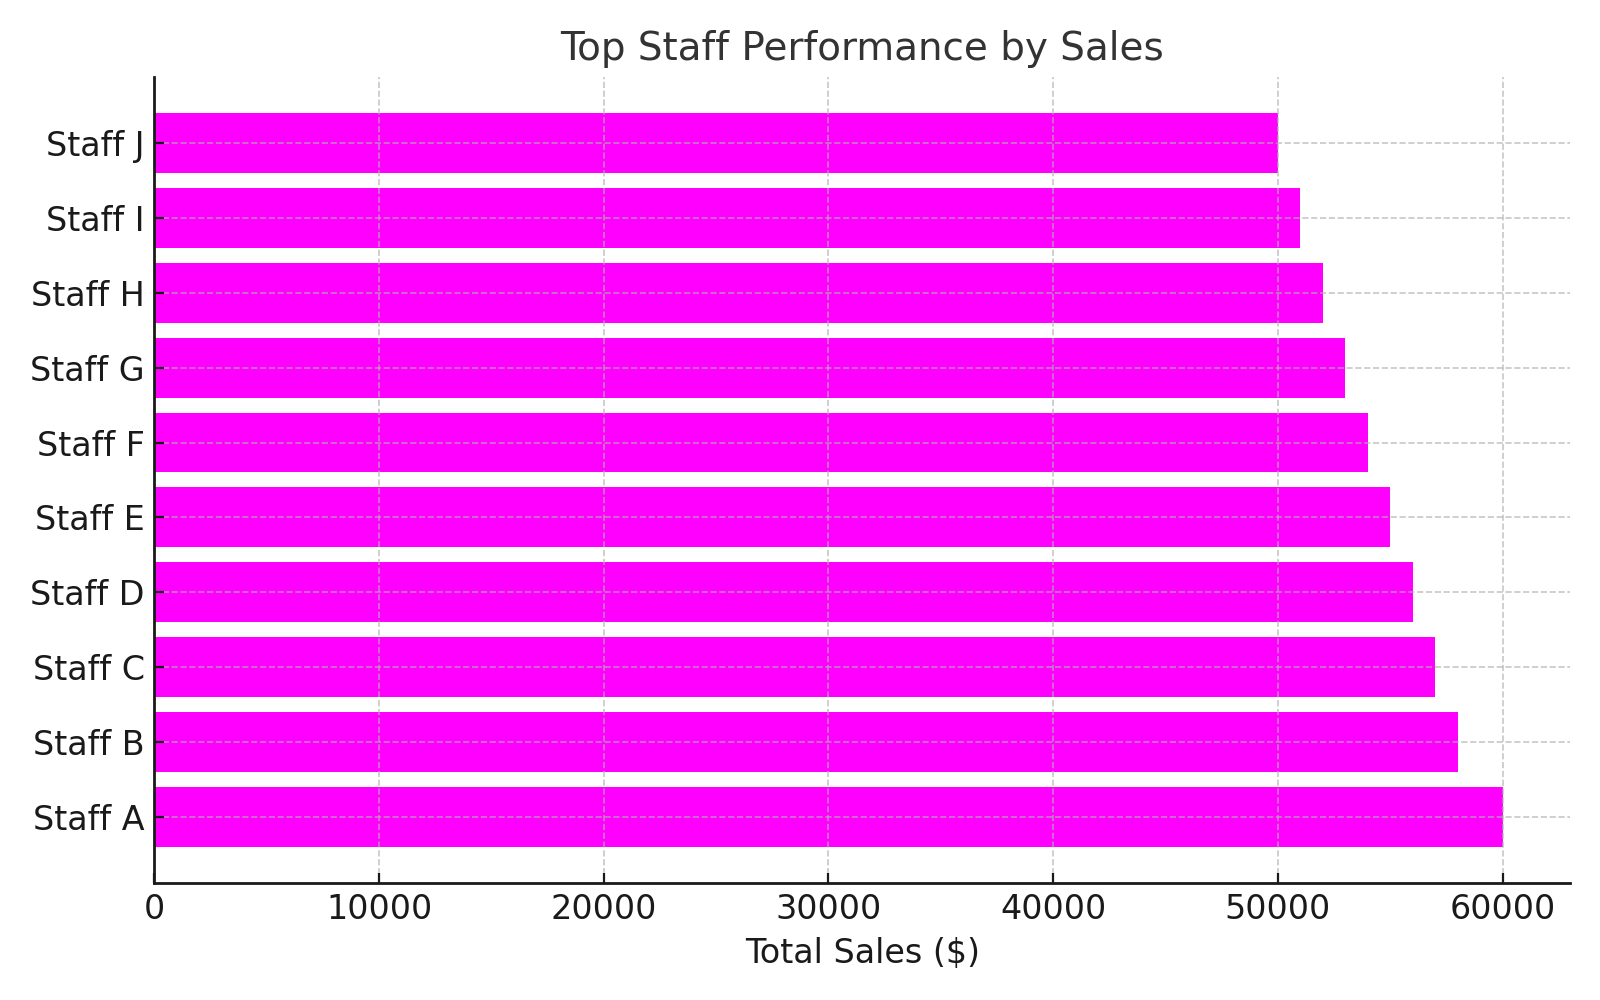 Top Staff Performance by Sales
Staff J
Staff I
Staff H
Staff G
Staff F
Staff E
Staff D
Staff C
Staff B
Staff A
0 10000 20000 30000 40000 50000 60000
Total Sales ($)